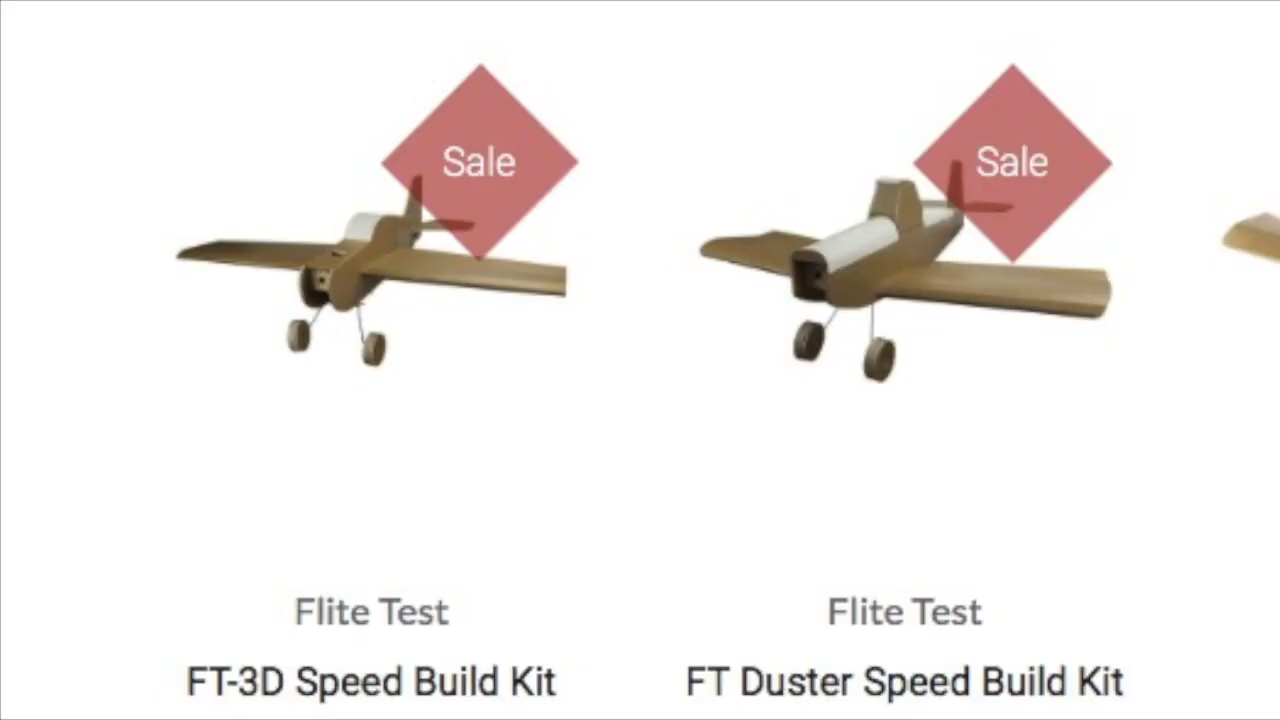 Sale
Sale
Flite Test
Flite Test
FT-3D Speed Build Kit
FT Duster Speed Build Kit